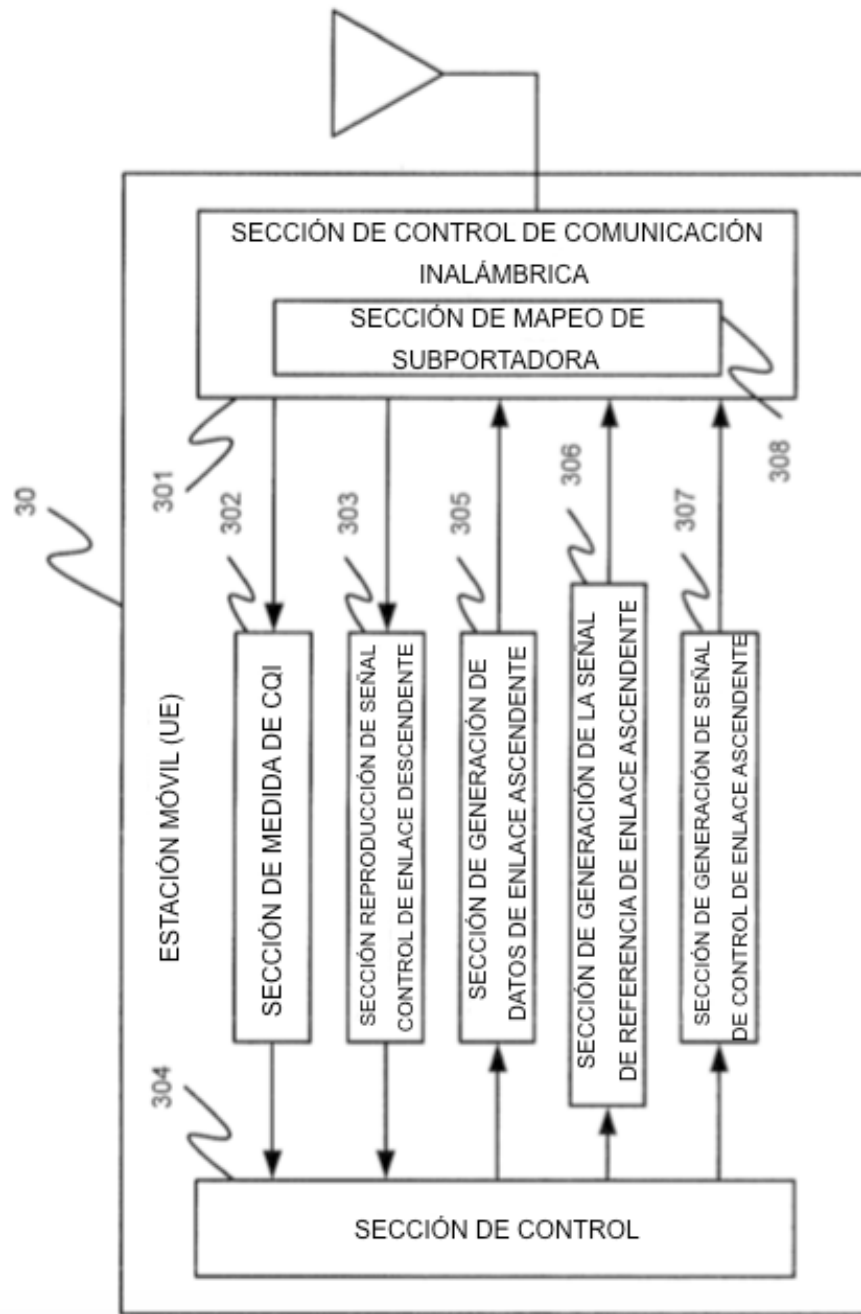 30
ESTACIÓN MÓVIL (UE)
SECCIÓN DE CONTROL DE COMUNICACIÓN
INALÁMBRICA
SECCIÓN DE MAPEO DE
SUBPORTADORA
301
308
302
SECCIÓN DE MEDIDA DE CQI
303
SECCIÓN REPRODUCCIÓN DE SEÑAL
CONTROL DE ENLACE DESCENDENTE
305
SECCIÓN DE GENERACIÓN DE
DATOS DE ENLACE ASCENDENTE
306
SECCIÓN DE GENERACIÓN DE LA SEÑAL
DE REFERENCIA DE ENLACE ASCENDENTE
307
SECCIÓN DE GENERACIÓN DE SEÑAL
DE CONTROL DE ENLACE ASCENDENTE
304
SECCIÓN DE CONTROL